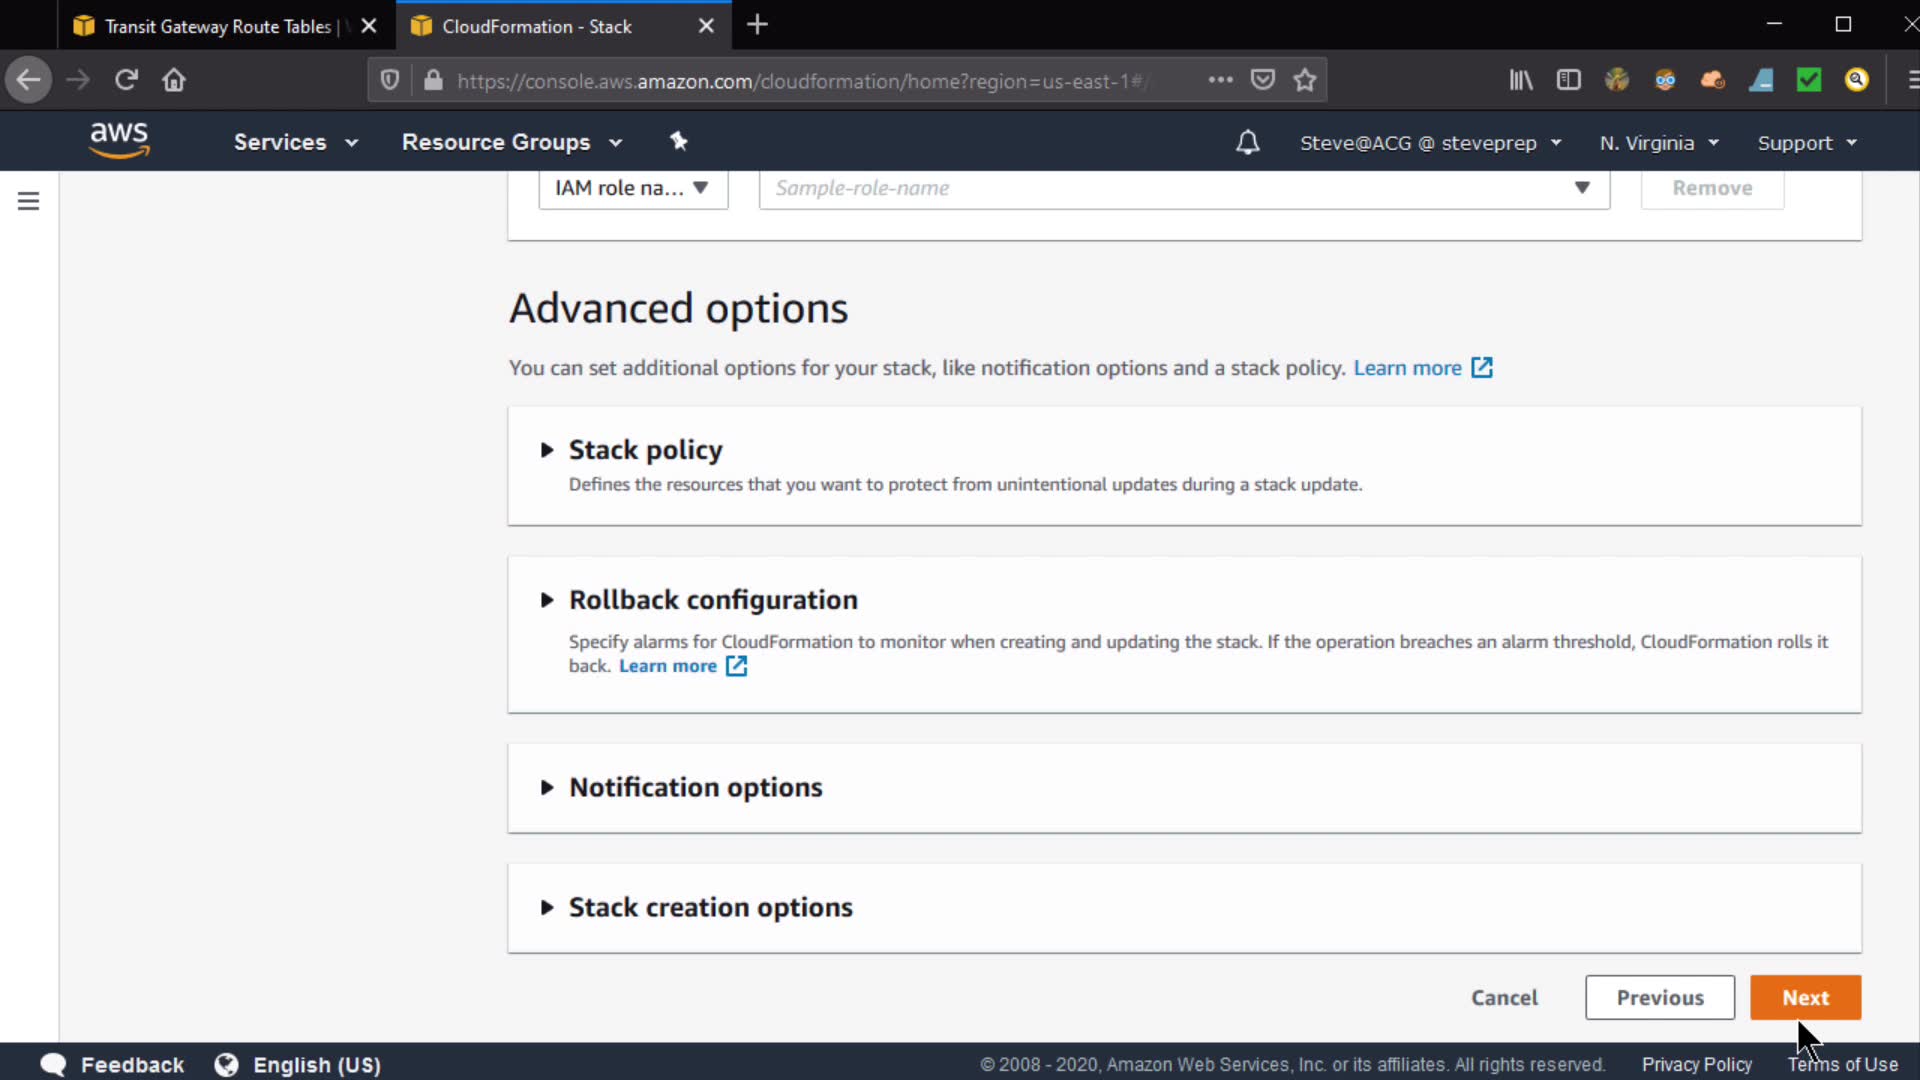 Transit Gateway Route Tables |
CloudFormation - Stack
https://console.aws.amazon.com/cloudformation/home?region=us-east-1#/
aws
Services
Resource Groups
Steve@ACG @ steveprep
N. Virginia
Support
IAM role na...
Sample-role-name
Remove
Advanced options
You can set additional options for your stack, like notification options and a stack policy. Learn more
Stack policy
Defines the resources that you want to protect from unintentional updates during a stack update.
Rollback configuration
Specify alarms for CloudFormation to monitor when creating and updating the stack. If the operation breaches an alarm threshold, CloudFormation rolls it
back. Learn more
Notification options
Stack creation options
Cancel
Previous
Next
Feedback
English (US)
© 2008 - 2020, Amazon Web Services, Inc. or its affiliates. All rights reserved.
Privacy Policy
Terms of Use